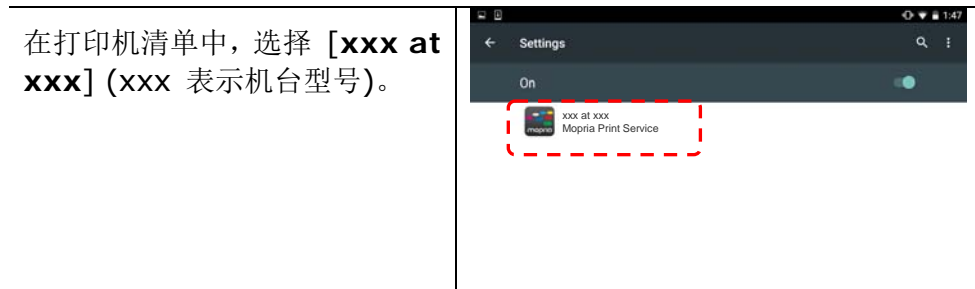 在打印机清单中，选择 [xxx at
xxx] (xxx 表示机台型号)。
1:47
Settings
On
xxx at xxx
mopria
Mopria Print Service